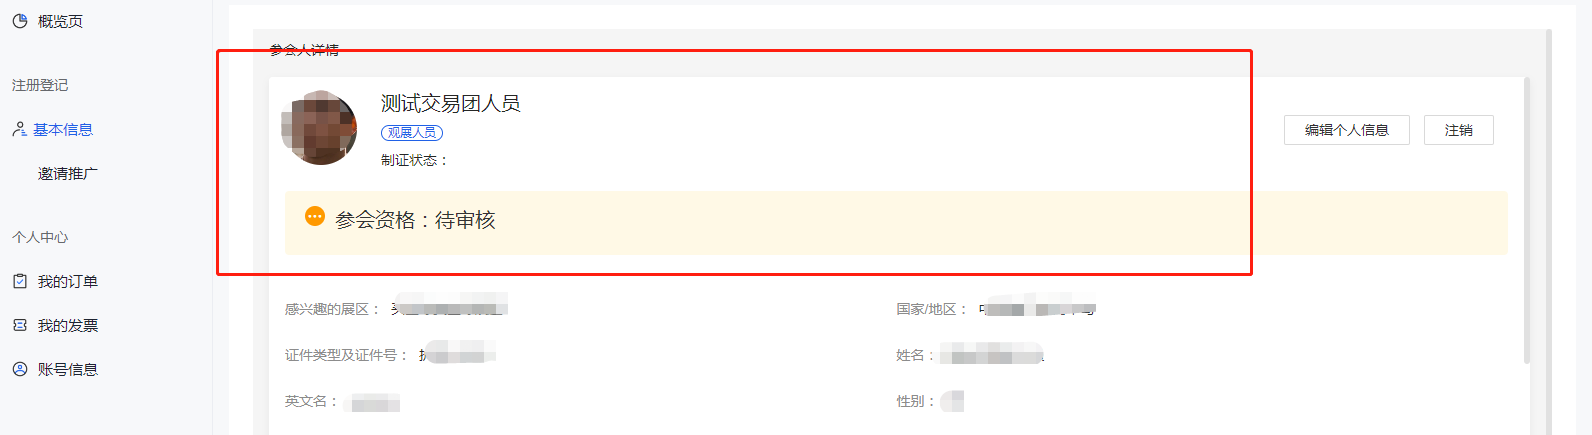 概览页
注册登记
基本信息
邀请推广
个人中心
我的订单
我的发票
账号信息
参会人详情
测试交易团人员
观展人员
制证状态：
编辑个人信息
注销
参会资格：待审核
感兴趣的展区：
国家/地区：
证件类型及证件号：
姓名：
英文名：
性别：